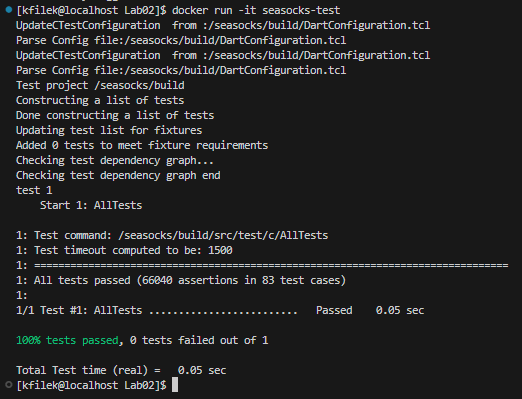 [kfilek@localhost Lab02]$ docker run -it seasocks-test
UpdateCTestConfiguration  from :/seasocks/build/DartConfiguration.tcl
Parse Config file:/seasocks/build/DartConfiguration.tcl
UpdateCTestConfiguration  from :/seasocks/build/DartConfiguration.tcl
Parse Config file:/seasocks/build/DartConfiguration.tcl
Test project /seasocks/build
Constructing a list of tests
Done constructing a list of tests
Updating test list for fixtures
Added 0 tests to meet fixture requirements
Checking test dependency graph...
Checking test dependency graph end
test 1
    Start 1: AllTests
1: Test command: /seasocks/build/src/test/c/AllTests
1: Test timeout computed to be: 1500
1: ===============================================================================
1: All tests passed (66040 assertions in 83 test cases)
1:
1/1 Test #1: AllTests .........................   Passed    0.05 sec
100% tests passed, 0 tests failed out of 1
Total Test time (real) =   0.05 sec
[kfilek@localhost Lab02]$